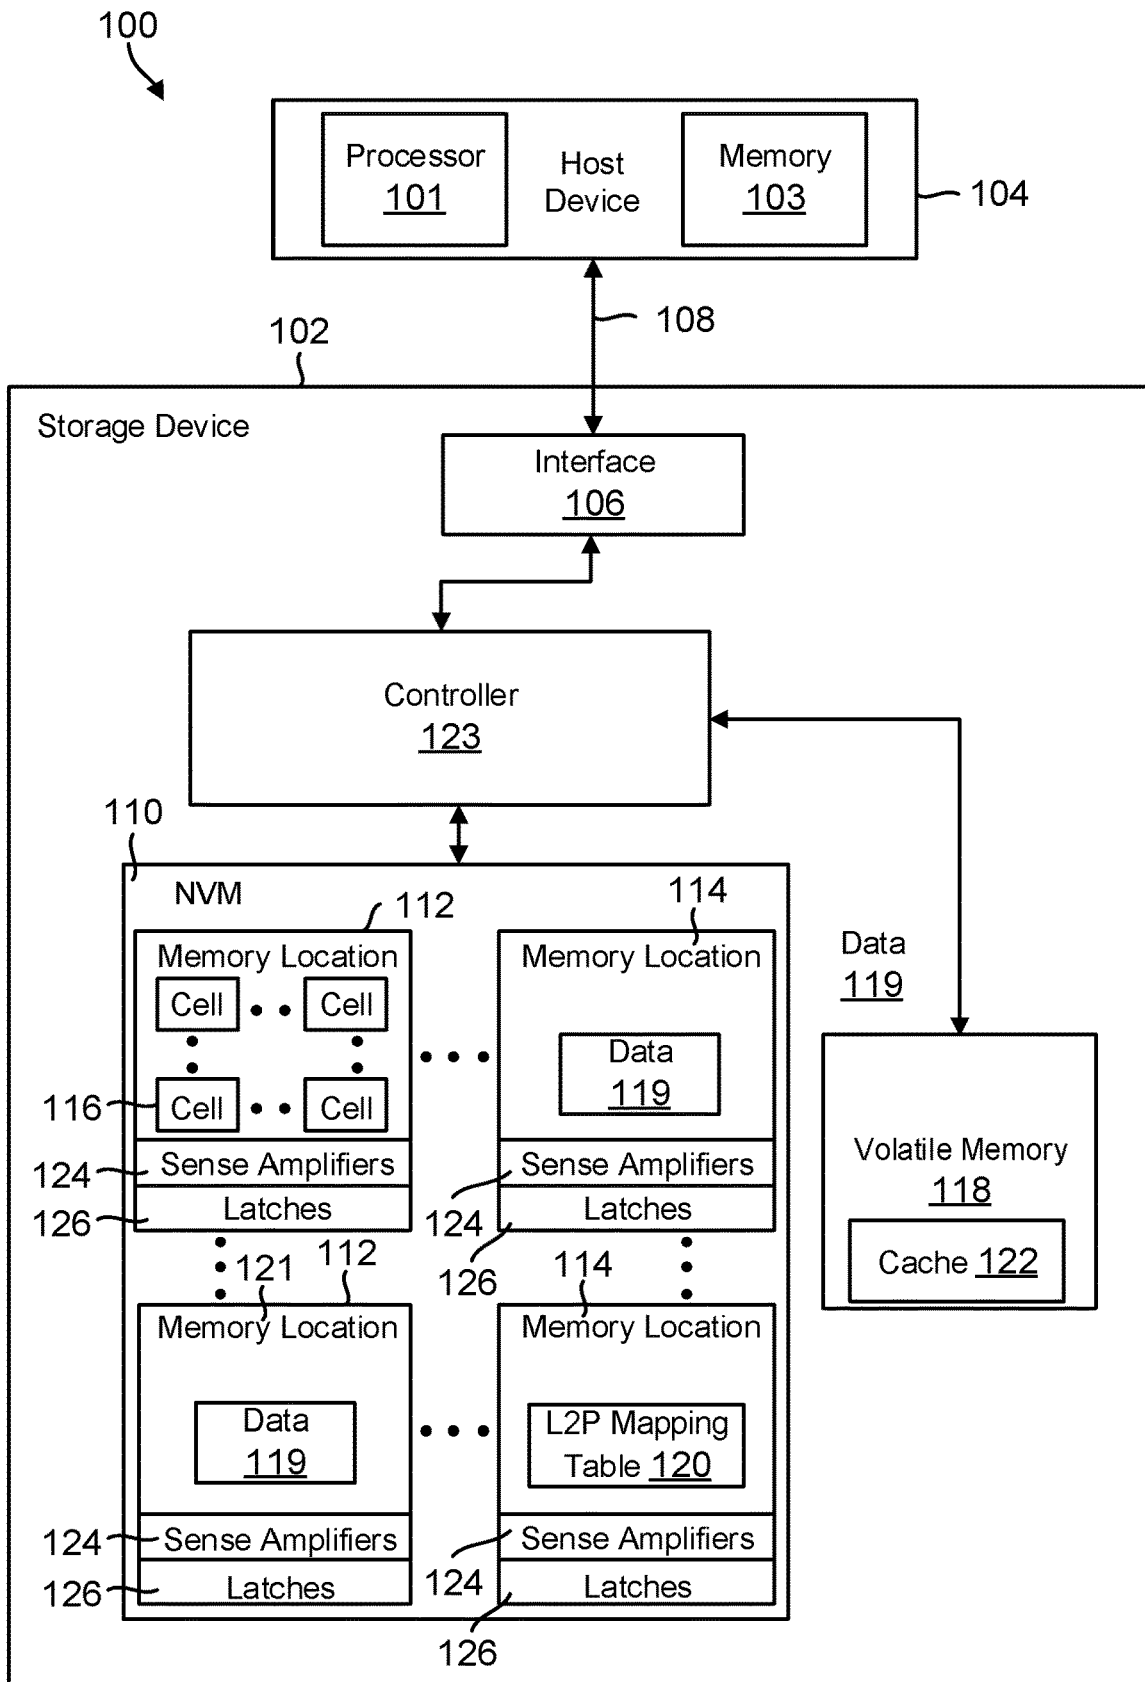 100
Processor
101
Host
Device
Memory
103
104
108
102
Storage Device
Interface
106
Controller
123
110
NVM
112
114
Memory Location
Cell
Cell
Cell
Cell
116
Sense Amplifiers
124
Latches
126
Memory Location
Data
119
Sense Amplifiers
124
Latches
126
Data
119
Volatile Memory
118
Cache 122
121
112
Memory Location
Data
119
124
Sense Amplifiers
126
Latches
114
Memory Location
L2P Mapping
Table 120
Sense Amplifiers
124
Latches
126